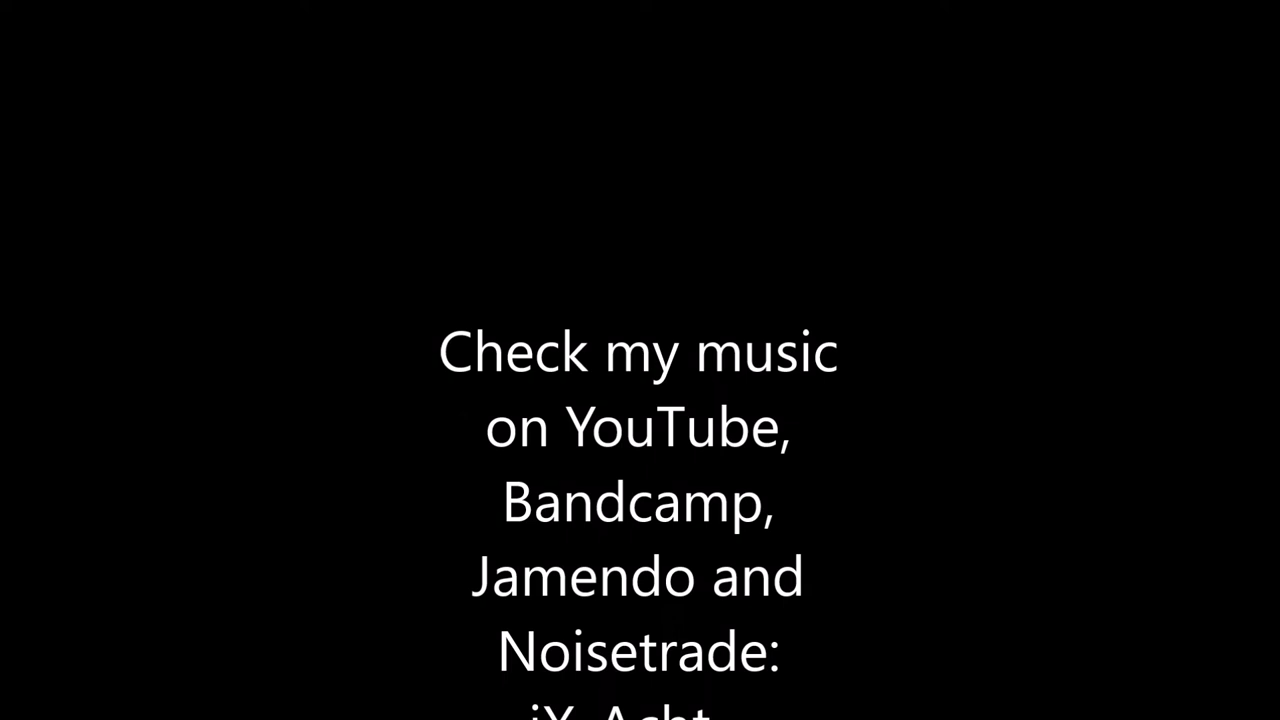 Check my music
on YouTube,
Bandcamp,
Jamendo and
Noisetrade: